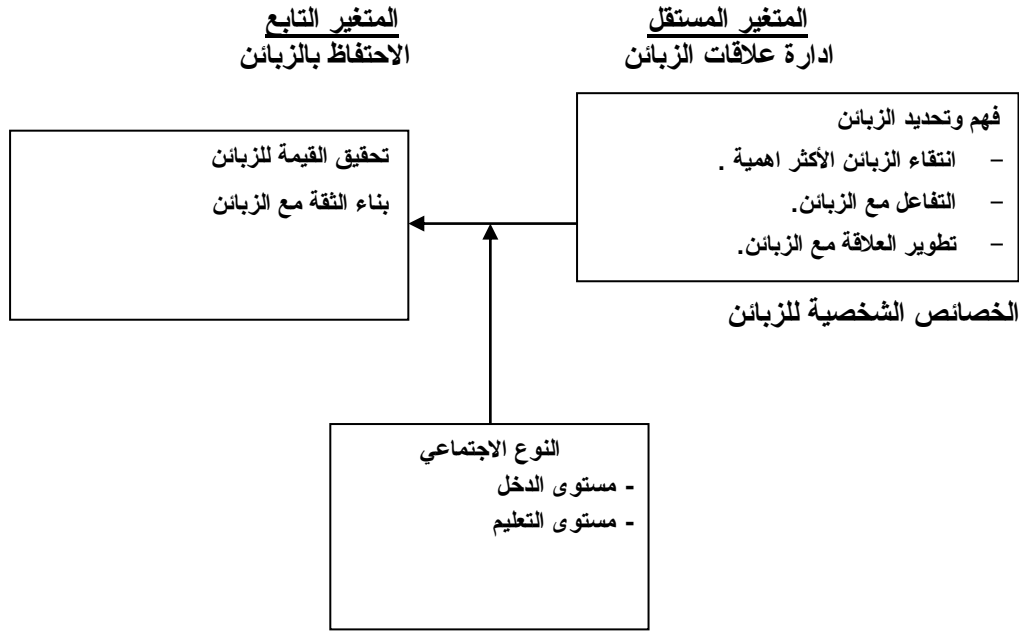 المتغير المستقل
ادارة علاقات الزبائن
المتغير التابع
الاحتفاظ بالزبائن
فهم وتحديد الزبائن
- انتقاء الزبائن الأكثر اهمية .
- التفاعل مع الزبائن.
- تطوير العلاقة مع الزبائن.
تحقيق القيمة للزبائن
بناء الثقة مع الزبائن
الخصائص الشخصية للزبائن
النوع الاجتماعي
- مستوى الدخل
- مستوى التعليم